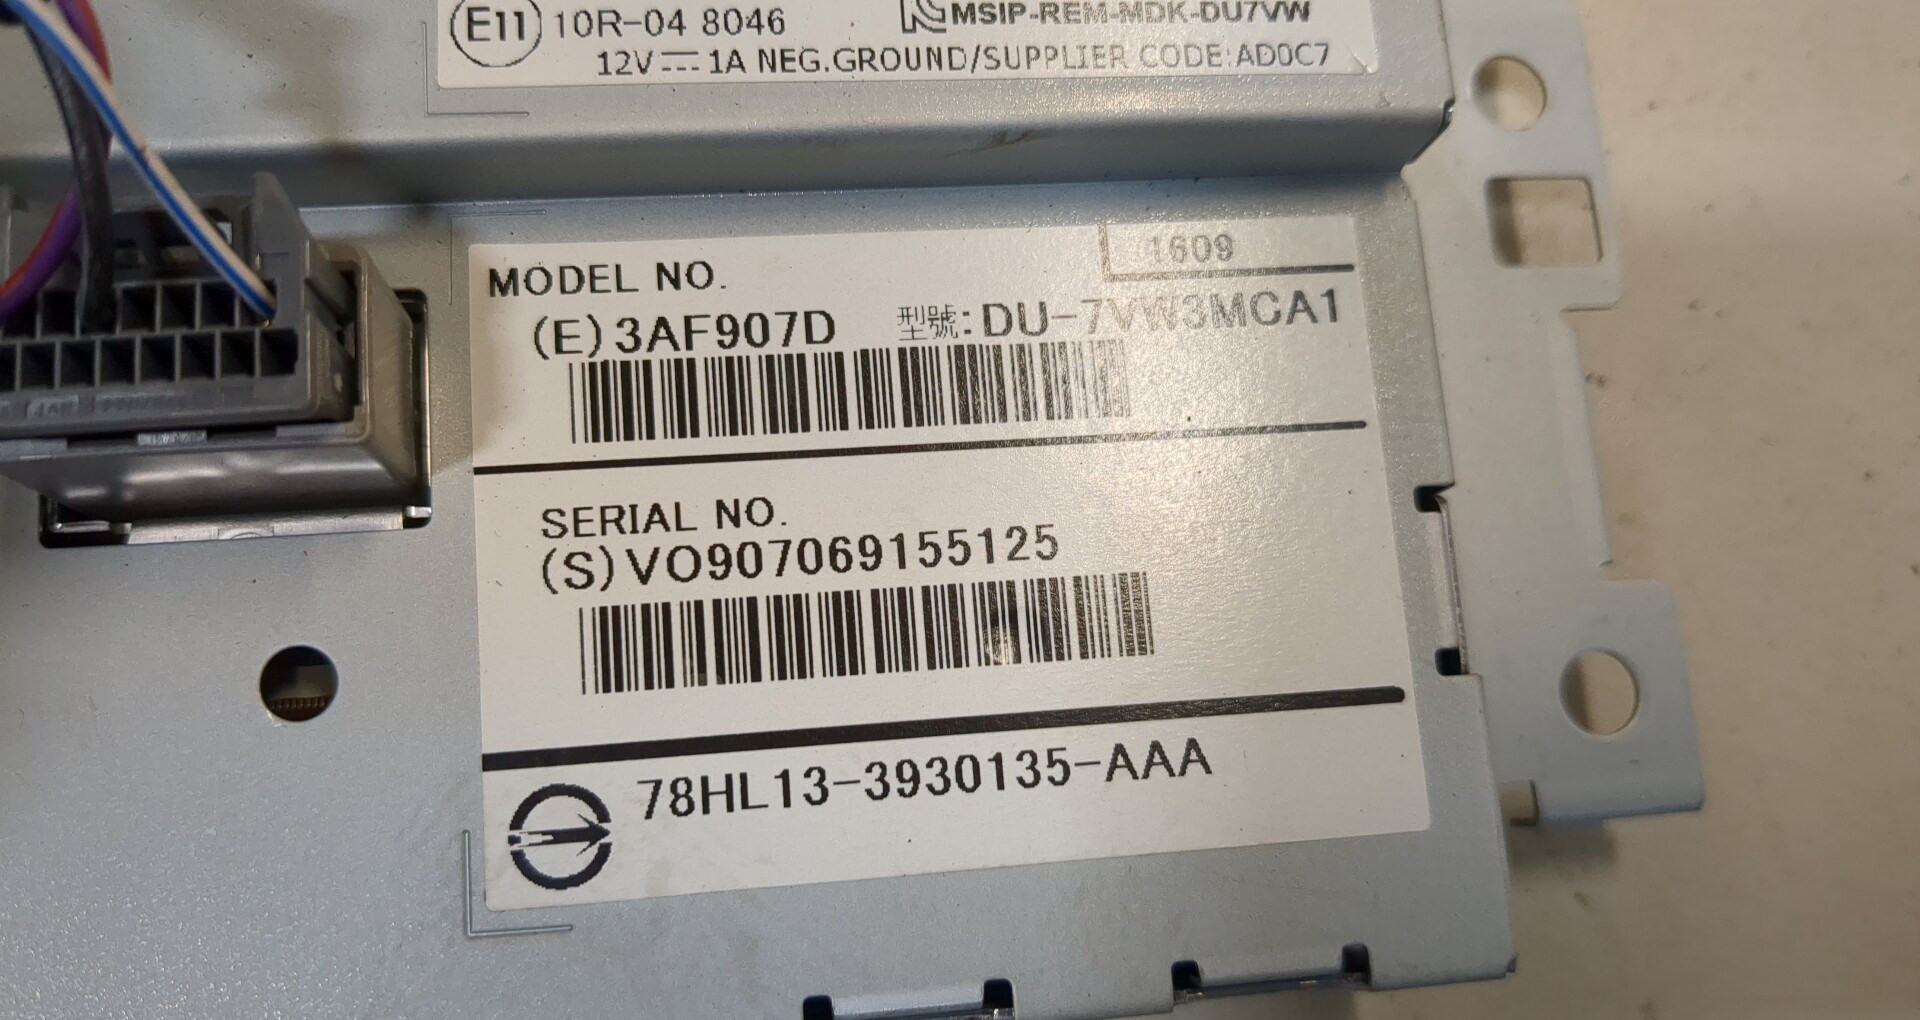 E11 10R-04 8046 MSIP-REM-MDK-DU7VW
12V 1A NEG.GROUND/SUPPLIER CODE:AD0C7
1609
MODEL NO.
(E)3AF907D 型號:DU-7VW3MCA1
SERIAL NO.
(S)VO907069155125
78HL13-3930135-AAA